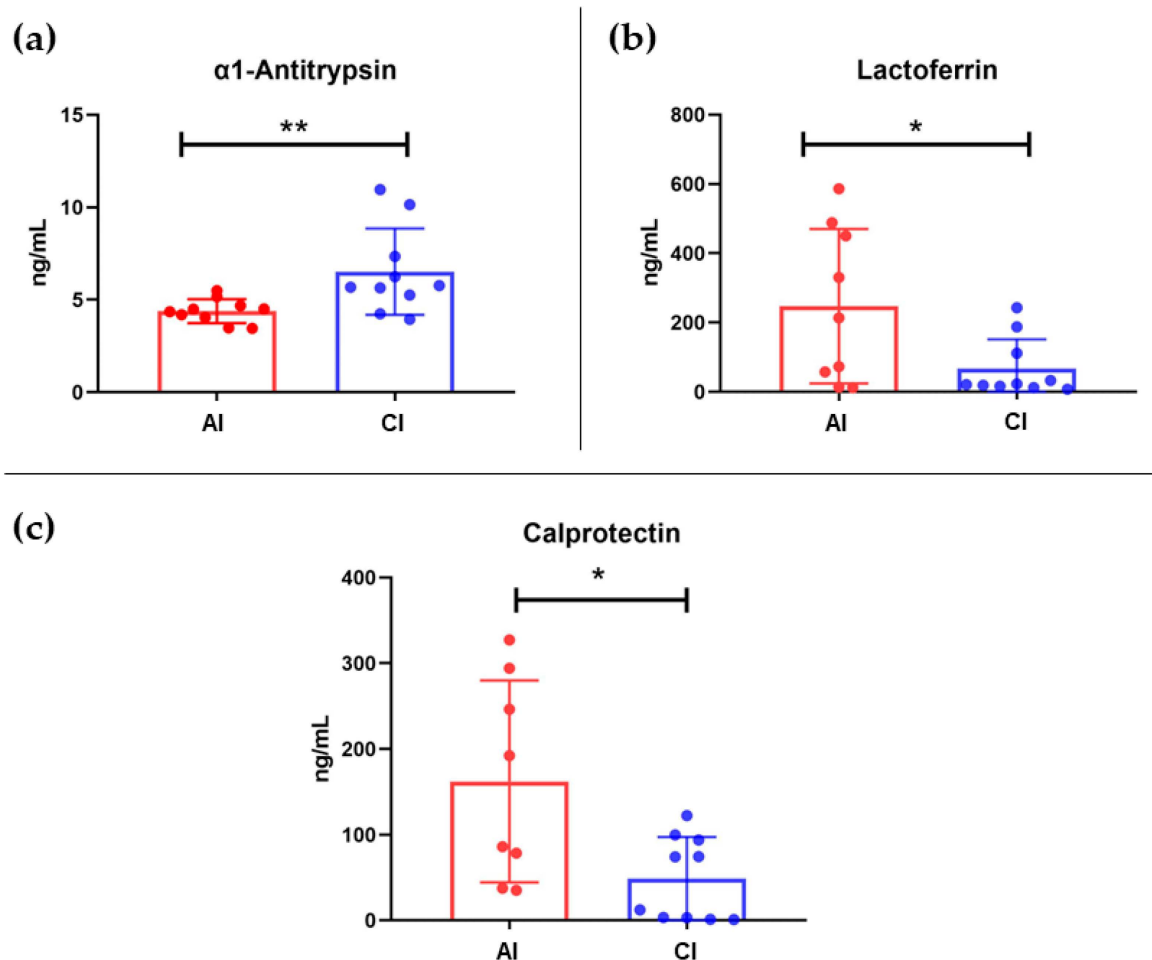 (a)
α1-Antitrypsin
15
10
5
0
ng/mL
**
AI
CI
(b)
Lactoferrin
800
600
400
200
0
ng/mL
*
AI
CI
(c)
Calprotectin
400
300
200
100
0
ng/mL
*
AI
CI